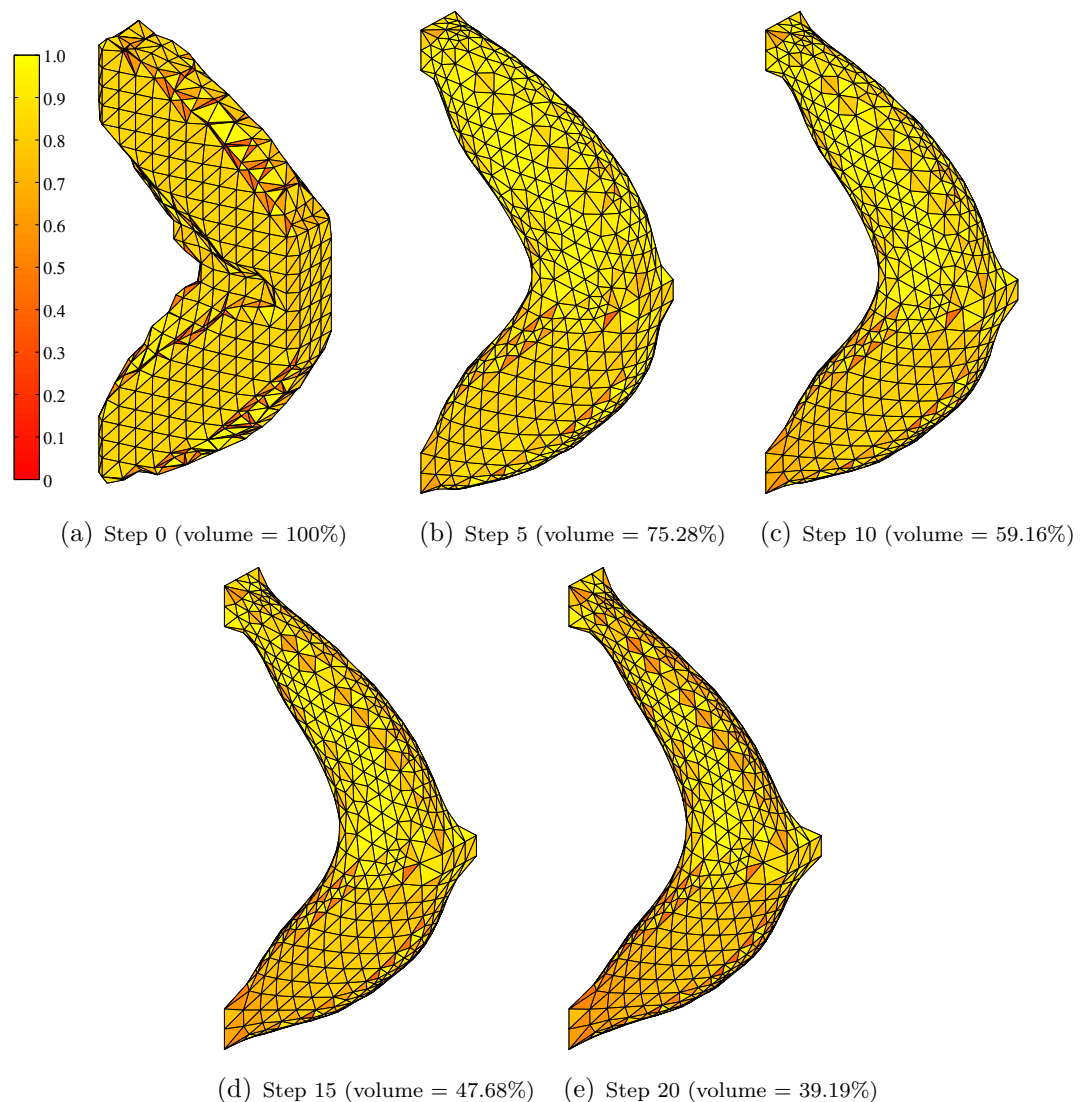 1.0
0.9
0.8
0.7
0.6
0.5
0.4
0.3
0.2
0.1
0
(a) Step 0 (volume = 100%)
(b) Step 5 (volume = 75.28%)
(c) Step 10 (volume = 59.16%)
(d) Step 15 (volume = 47.68%)
(e) Step 20 (volume = 39.19%)